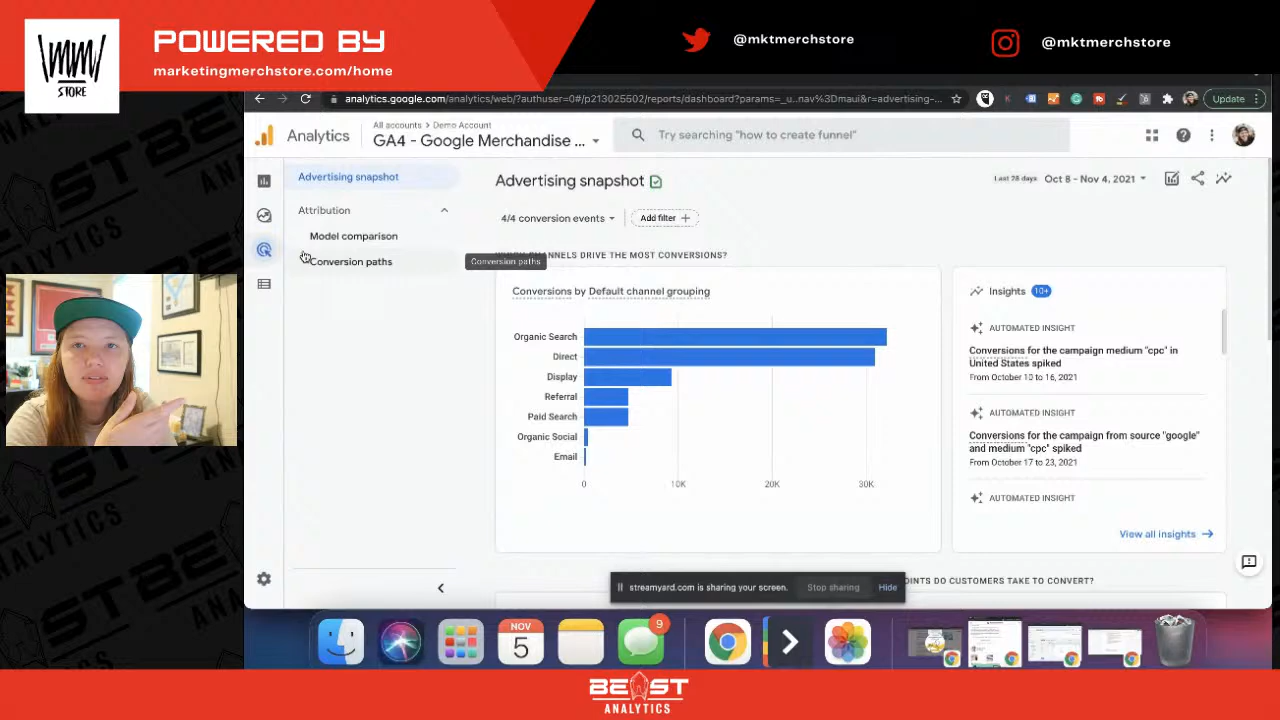 STORE
POWERED BY
marketingmerchstore.com/home
@mktmerchstore
@mktmerchstore
analytics.google.com/analytics/web/?authuser=0#/p213025502/reports/dashboard?params=_u...nav%3Dmaui&r=advertising-...
Update
Analytics
All accounts > Demo Account
GA4 - Google Merchandise ...
Try searching "how to create funnel"
Advertising snapshot
Attribution
Model comparison
Conversion paths
Advertising snapshot
Last 28 days Oct 8 - Nov 4, 2021
4/4 conversion events
Add filter +
CHANNELS DRIVE THE MOST CONVERSIONS?
Conversion paths
Conversions by Default channel grouping
Organic Search
Direct
Display
Referral
Paid Search
Organic Social
Email
0 10K 20K 30K
Insights 10+
AUTOMATED INSIGHT
Conversions for the campaign medium "cpc" in
United States spiked
From October 10 to 16, 2021
AUTOMATED INSIGHT
Conversions for the campaign from source "google"
and medium "cpc" spiked
From October 17 to 23, 2021
AUTOMATED INSIGHT
View all insights
OINTS DO CUSTOMERS TAKE TO CONVERT?
streamyard.com is sharing your screen.
Stop sharing
Hide
NOV
5
9
BEAST
ANALYTICS